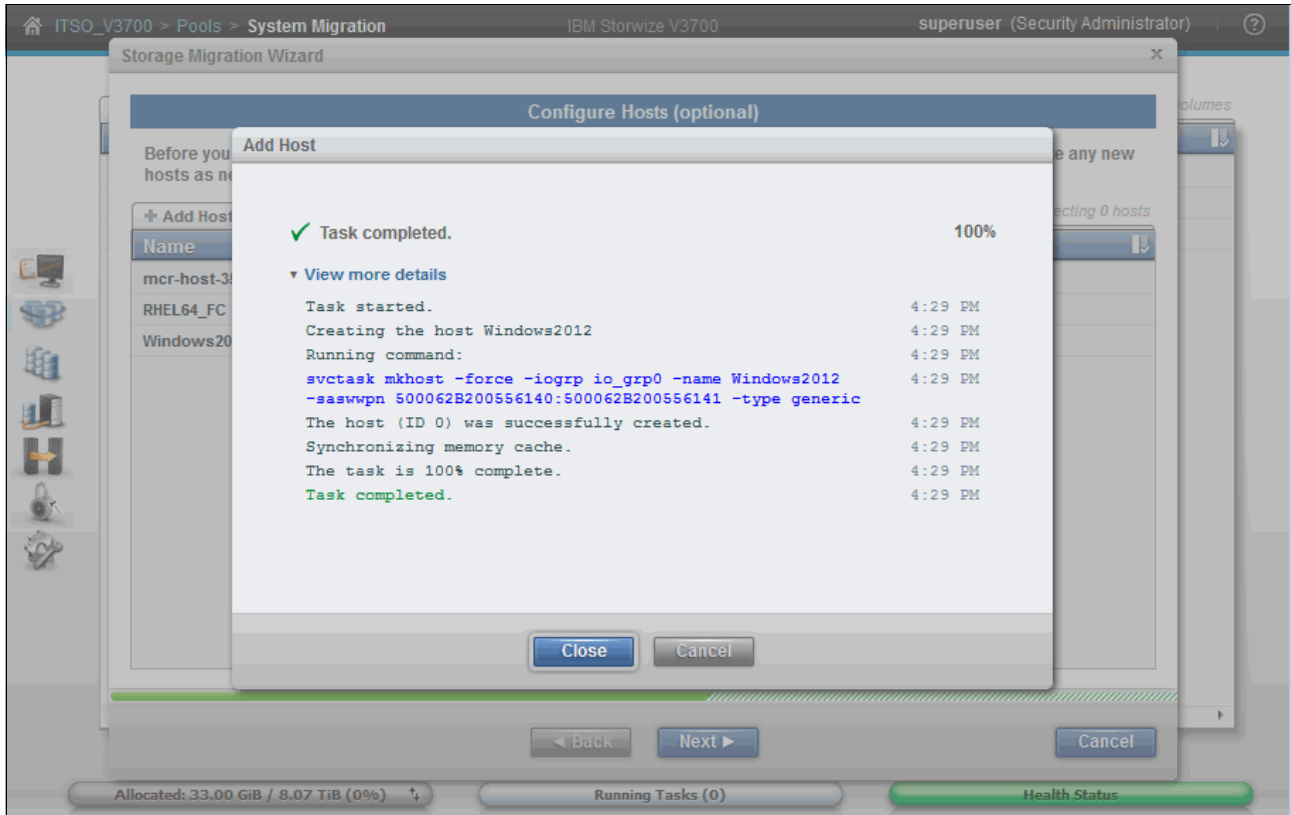 ITSO_V3700 > Pools > System Migration IBM Storwize V3700 superuser (Security Administrator) | ?
Storage Migration Wizard x
Configure Hosts (optional) volumes
Add Host
Before you e any new
hosts as ne
+ Add Host ecting 0 hosts
Task completed. 100%
Name
View more details
mcr-host-35
Task started. 4:29 PM
RHEL64_FC
Creating the host Windows2012 4:29 PM
Windows20
Running command: 4:29 PM
svctask mkhost -force -iogrp io_grp0 -name Windows2012 4:29 PM
-saswwpn 500062B200556140:500062B200556141 -type generic
The host (ID 0) was successfully created. 4:29 PM
Synchronizing memory cache. 4:29 PM
The task is 100% complete. 4:29 PM
Task completed. 4:29 PM
Close Cancel
Back Next Cancel
Allocated: 33.00 GiB / 8.07 TiB (0%) Running Tasks (0) Health Status